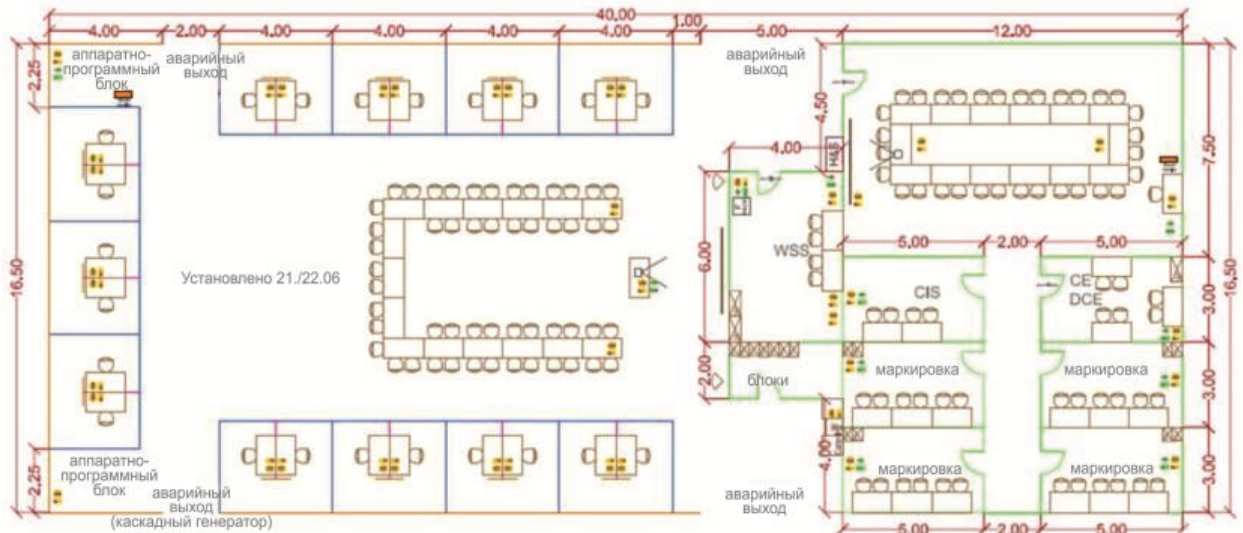 40.00
4.00
2.00
4.00
4.00
4.00
4.00
1.00
5.00
12.00
аппаратно-
программный
блок
аварийный
выход
аварийный
выход
2.25
16.50
4.50
4.00
7.50
16.50
H&S
6.00
WSS
Установлено 21./22.06
5.00
2.00
5.00
CIS
CE
DCE
3.00
2.00
блоки
маркировка
маркировка
3.00
4.00
маркировка
маркировка
3.00
2.25
аппаратно-
программный
блок
аварийный
выход
(каскадный генератор)
аварийный
выход
5.00
2.00
5.00